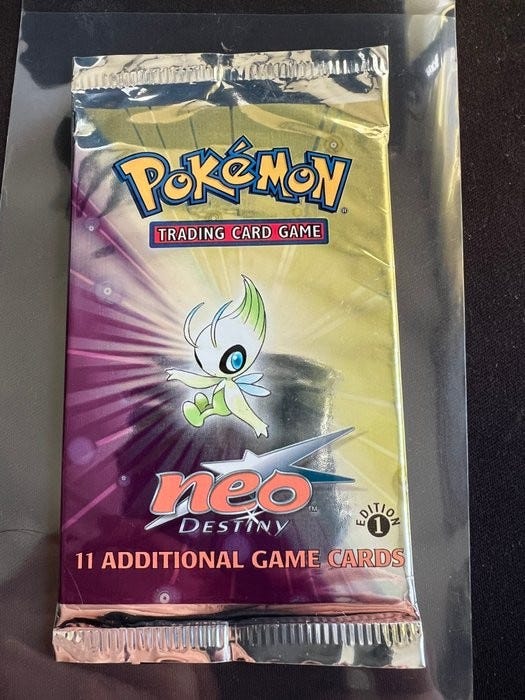 POKéMON
TRADING CARD GAME
neo
DESTINY
EDITION
1
11 ADDITIONAL GAME CARDS